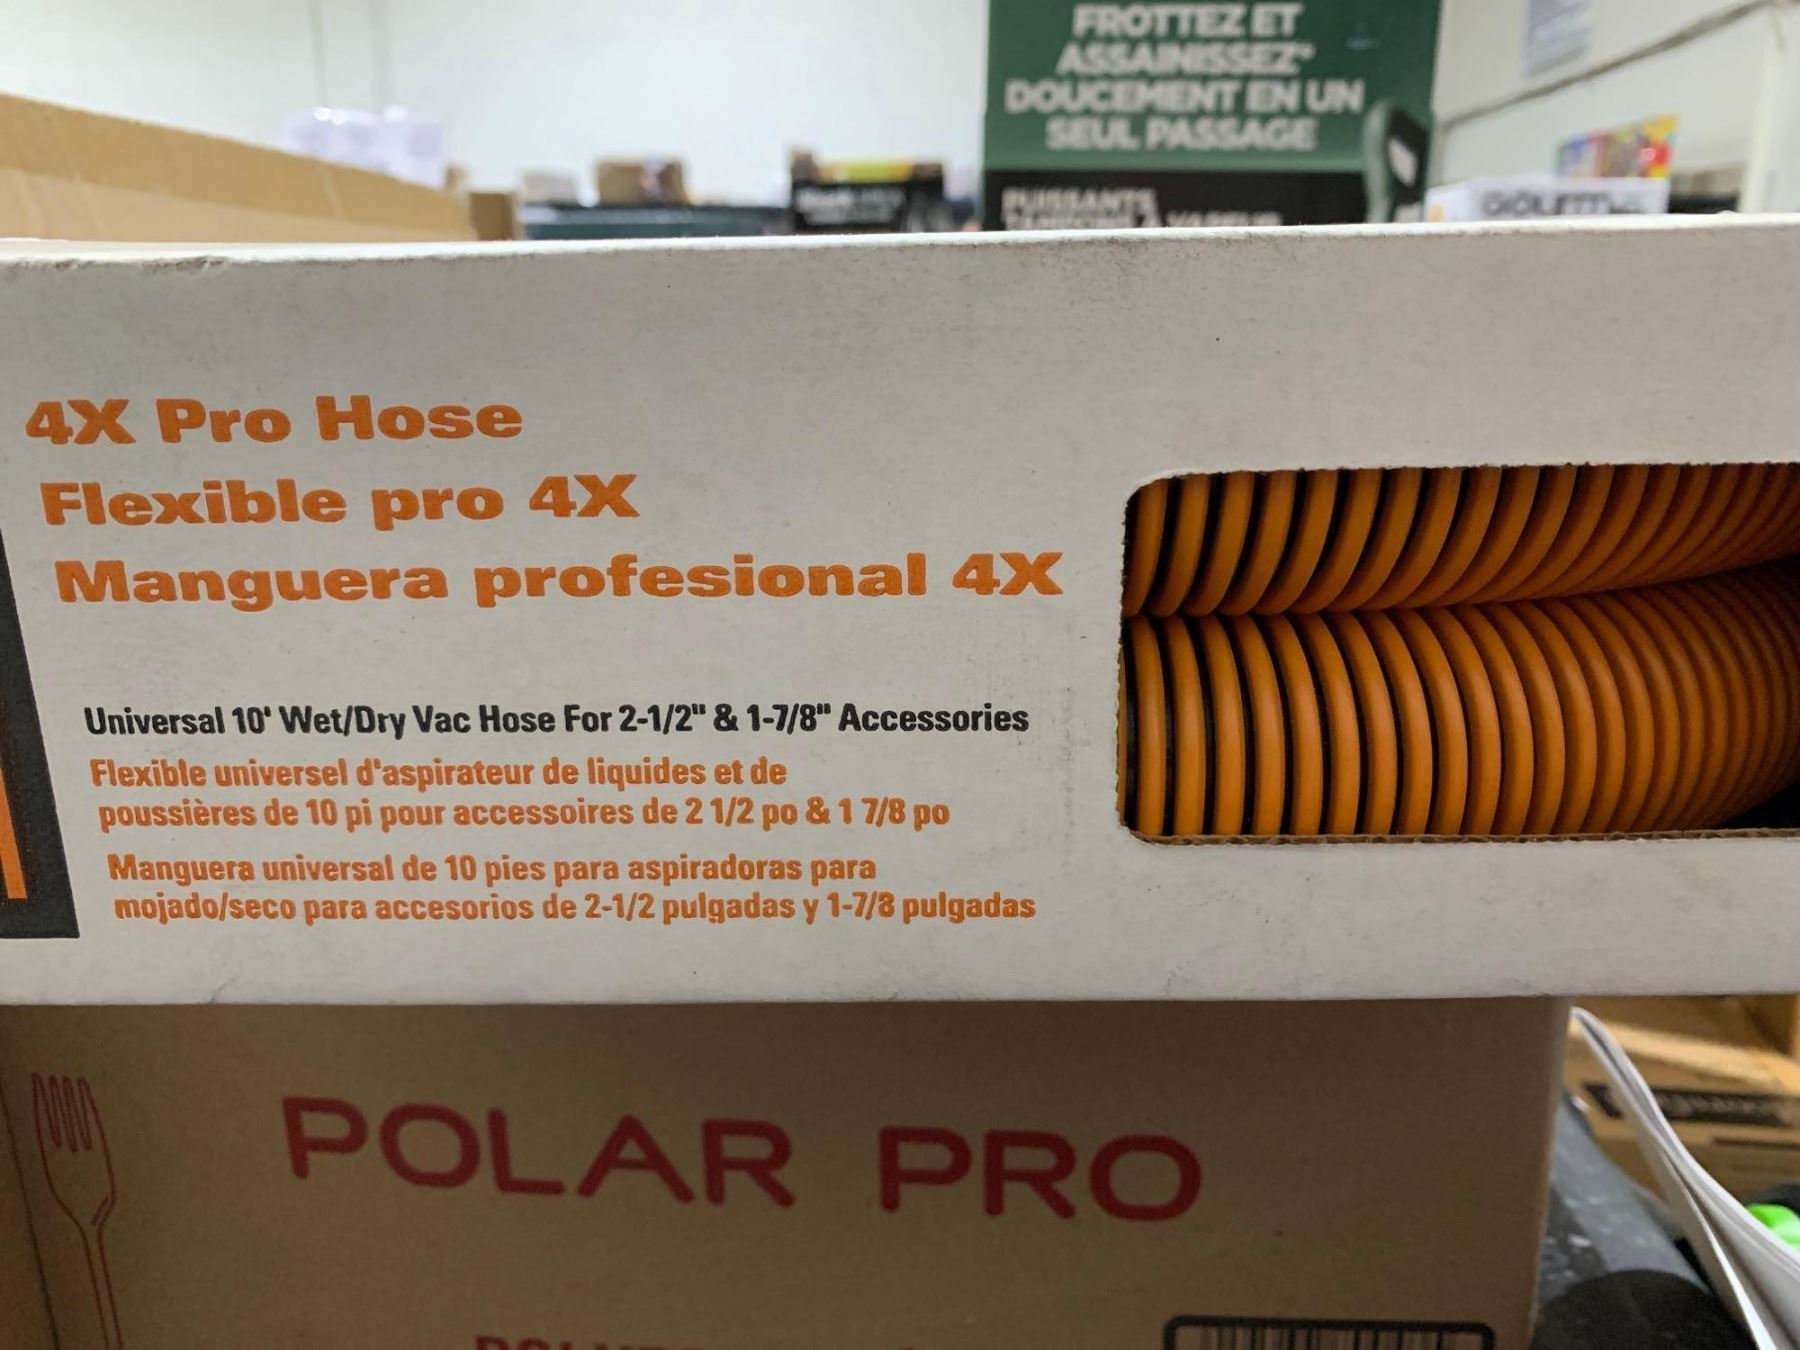 FROTTEZ ET
ASSAINISSEZ*
DOUCEMENT EN UN
SEUL PASSAGE
PUISSANTS
4X Pro Hose
Flexible pro 4X
Manguera profesional 4X
Universal 10' Wet/Dry Vac Hose For 2-1/2" & 1-7/8" Accessories
Flexible universel d'aspirateur de liquides et de
poussières de 10 pi pour accessoires de 2 1/2 po & 1 7/8 po
Manguera universal de 10 pies para aspiradoras para
mojado/seco para accesorios de 2-1/2 pulgadas y 1-7/8 pulgadas
POLAR PRO